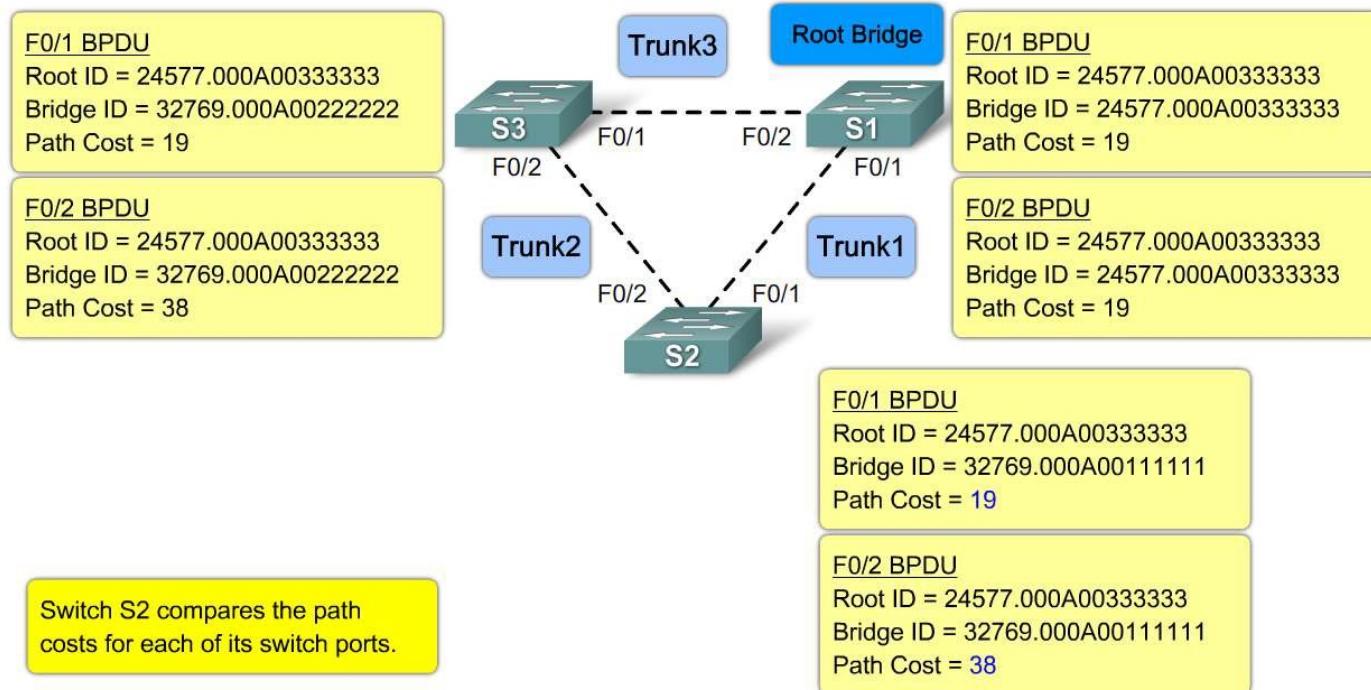 F0/1 BPDU
Root ID = 24577.000A00333333
Bridge ID = 32769.000A00222222
Path Cost = 19
F0/2 BPDU
Root ID = 24577.000A00333333
Bridge ID = 32769.000A00222222
Path Cost = 38
Trunk3
Root Bridge
S3
F0/1
F0/2
S1
F0/2
F0/1
Trunk2
Trunk1
F0/2
F0/1
S2
F0/1 BPDU
Root ID = 24577.000A00333333
Bridge ID = 24577.000A00333333
Path Cost = 19
F0/2 BPDU
Root ID = 24577.000A00333333
Bridge ID = 24577.000A00333333
Path Cost = 19
F0/1 BPDU
Root ID = 24577.000A00333333
Bridge ID = 32769.000A00111111
Path Cost = 19
F0/2 BPDU
Root ID = 24577.000A00333333
Bridge ID = 32769.000A00111111
Path Cost = 38
Switch S2 compares the path
costs for each of its switch ports.